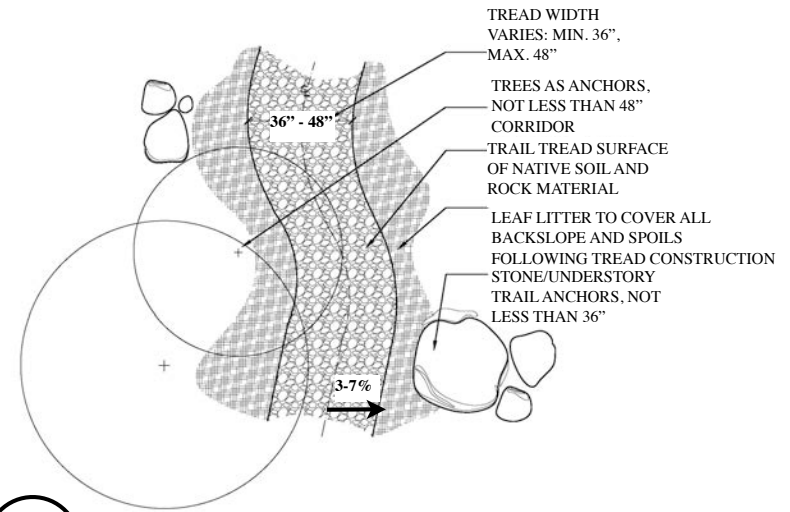 TREAD WIDTH
VARIES: MIN. 36”,
MAX. 48”
TREES AS ANCHORS,
NOT LESS THAN 48”
CORRIDOR
36” - 48”
TRAIL TREAD SURFACE
OF NATIVE SOIL AND
ROCK MATERIAL
LEAF LITTER TO COVER ALL
BACKSLOPE AND SPOILS
FOLLOWING TREAD CONSTRUCTION
STONE/UNDERSTORY
TRAIL ANCHORS, NOT
LESS THAN 36”
3-7%